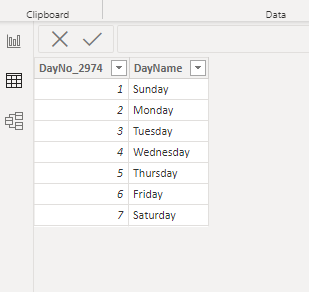 Clipboard Data
DayNo_2974 DayName
1 Sunday
2 Monday
3 Tuesday
4 Wednesday
5 Thursday
6 Friday
7 Saturday